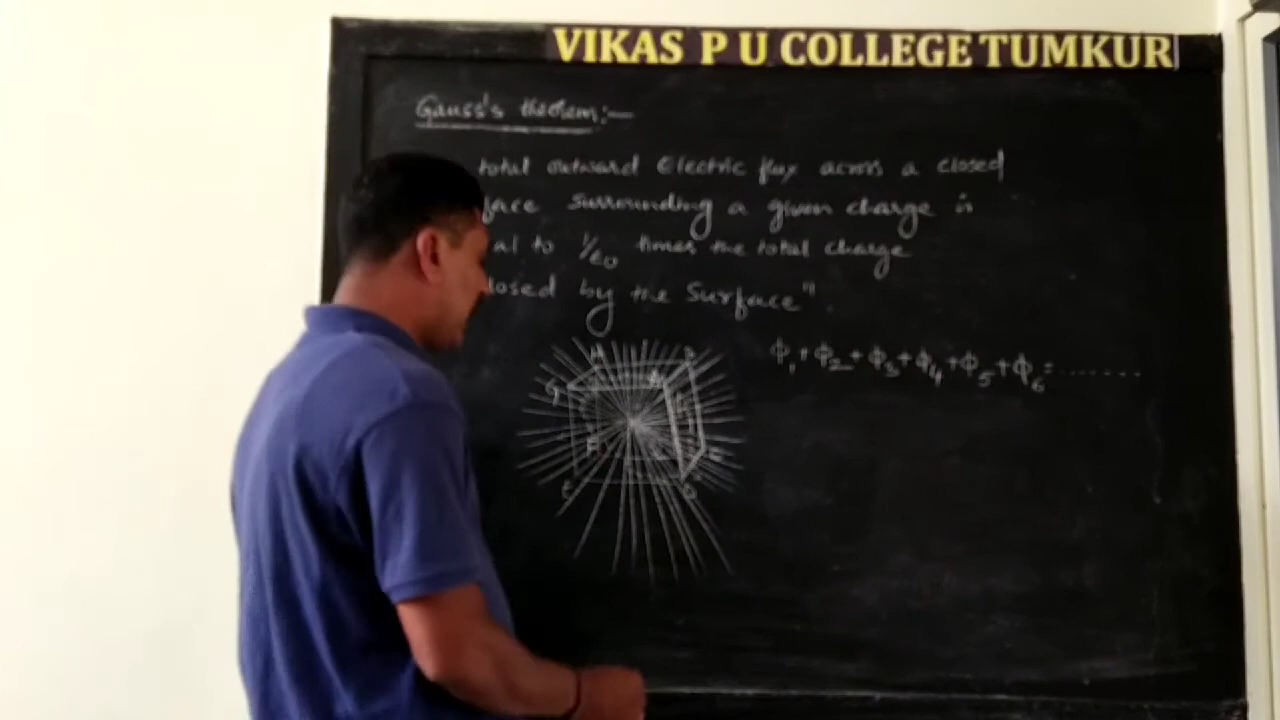 VIKAS P U COLLEGE TUMKUR
Gauss's theorem:-
total outward Electric flux across a closed
face surrounding a given charge is
al to 1/ε₀ times the total charge
losed by the Surface".
ϕ₁+ϕ₂+ϕ₃+ϕ₄+ϕ₅+ϕ₆=.......
H
G
A
F
E
D